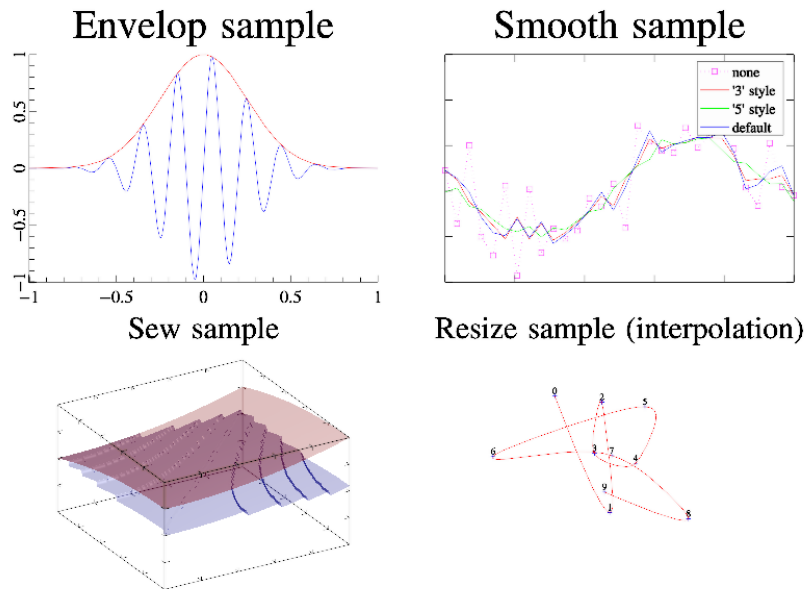 Envelop sample
Smooth sample
1
0.5
0
−0.5
−1
−1
−0.5
0
0.5
1
none
'3' style
'5' style
default
Sew sample
Resize sample (interpolation)
0
2
5
6
3
7
4
9
1
8